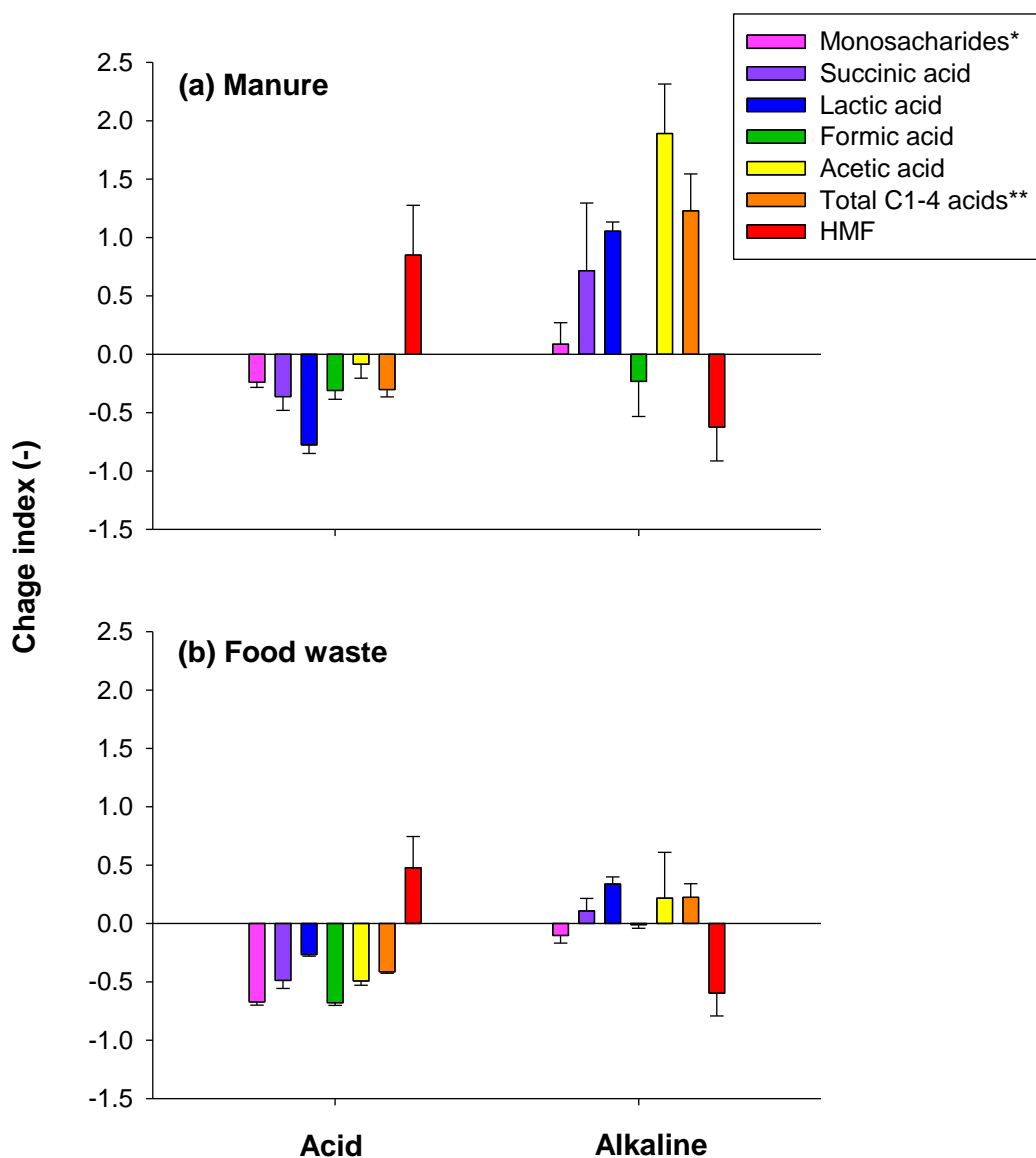 Monosacharides*
Succinic acid
Lactic acid
Formic acid
Acetic acid
Total C1-4 acids**
HMF
(a) Manure
2.5
2.0
1.5
1.0
0.5
0.0
-0.5
-1.0
-1.5
Chage index (-)
(b) Food waste
2.5
2.0
1.5
1.0
0.5
0.0
-0.5
-1.0
-1.5
Acid Alkaline